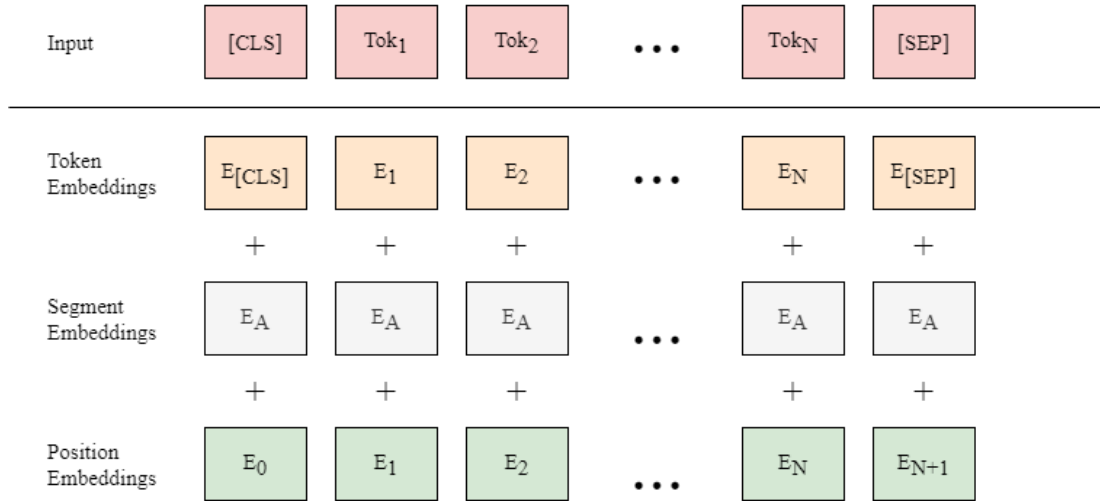 Input [CLS] Tok1 Tok2 ••• TokN [SEP]
Token
Embeddings E[CLS] E1 E2 ••• EN E[SEP]
+ + + + +
Segment
Embeddings EA EA EA ••• EA EA
+ + + + +
Position
Embeddings E0 E1 E2 ••• EN EN+1